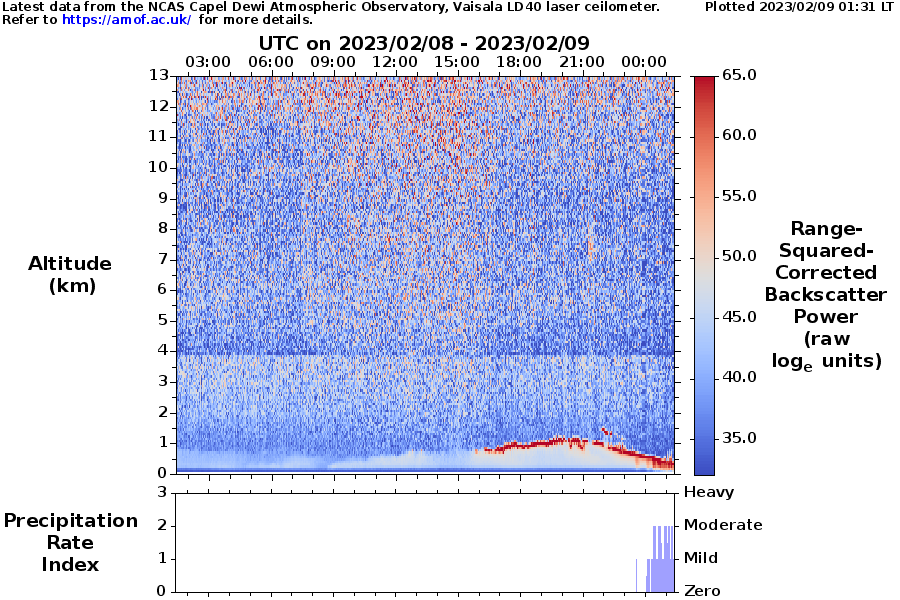 Latest data from the NCAS Capel Dewi Atmospheric Observatory, Vaisala LD40 laser ceilometer. Plotted 2023/02/09 01:31 LT
Refer to https://amof.ac.uk/ for more details.
UTC on 2023/02/08 - 2023/02/09
03:00 06:00 09:00 12:00 15:00 18:00 21:00 00:00
13
12
11
10
9
8
7
6
5
4
3
2
1
0
Altitude
(km)
65.0
60.0
55.0
50.0
45.0
40.0
35.0
Range-
Squared-
Corrected
Backscatter
Power
(raw
loge units)
Precipitation
Rate
Index
3
2
1
0
Heavy
Moderate
Mild
Zero